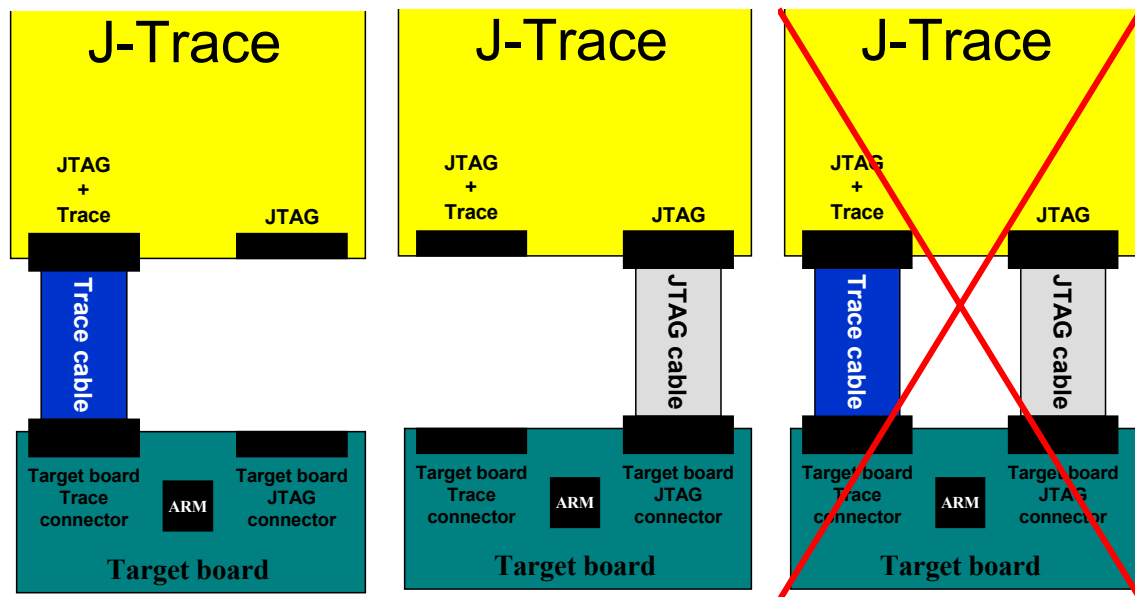 J-Trace
JTAG
+
Trace
JTAG
Trace cable
Target board
Trace
connector
ARM
Target board
JTAG
connector
Target board
J-Trace
JTAG
+
Trace
JTAG
JTAG cable
Target board
Trace
connector
ARM
Target board
JTAG
connector
Target board
J-Trace
JTAG
+
Trace
JTAG
Trace cable
JTAG cable
Target board
Trace
connector
ARM
Target board
JTAG
connector
Target board